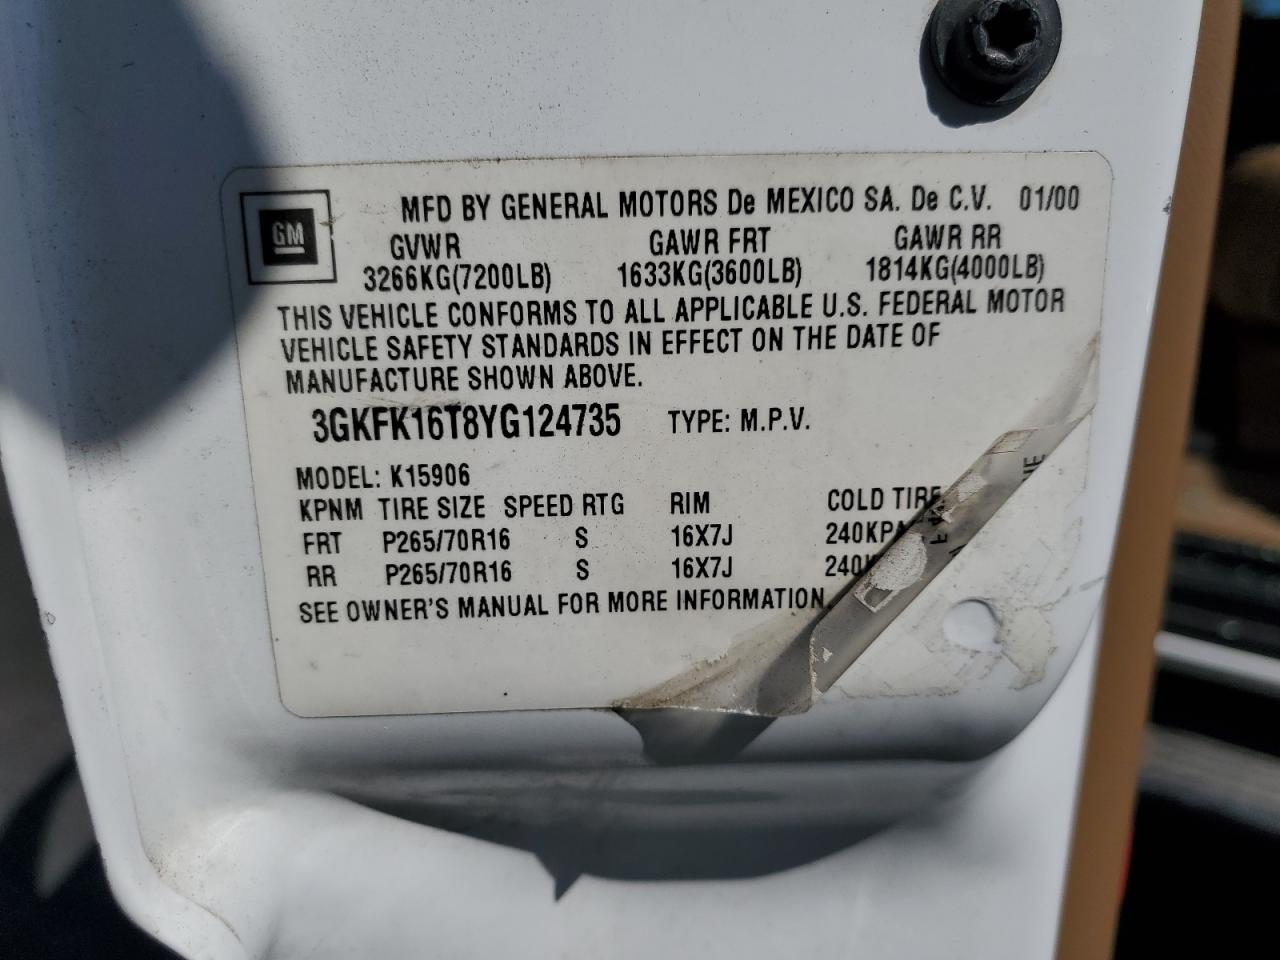 GM
MFD BY GENERAL MOTORS De MEXICO SA. De C.V. 01/00
GVWR GAWR FRT GAWR RR
3266KG(7200LB) 1633KG(3600LB) 1814KG(4000LB)
THIS VEHICLE CONFORMS TO ALL APPLICABLE U.S. FEDERAL MOTOR
VEHICLE SAFETY STANDARDS IN EFFECT ON THE DATE OF
MANUFACTURE SHOWN ABOVE.
3GKFK16T8YG124735 TYPE: M.P.V.
MODEL: K15906
KPNM TIRE SIZE SPEED RTG RIM COLD TIRE
FRT P265/70R16 S 16X7J 240KPA
RR P265/70R16 S 16X7J 240
SEE OWNER'S MANUAL FOR MORE INFORMATION.